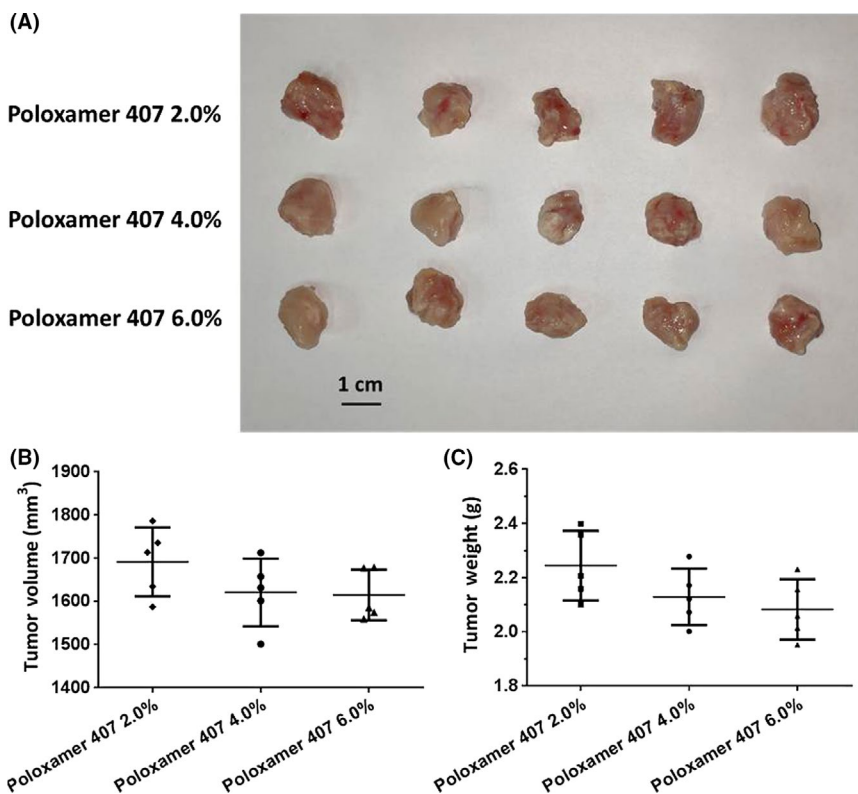 (A)
Poloxamer 407 2.0%
Poloxamer 407 4.0%
Poloxamer 407 6.0%
1 cm
(B)
Tumor volume (mm³)
1900
1800
1700
1600
1500
1400
Poloxamer 407 2.0%
Poloxamer 407 4.0%
Poloxamer 407 6.0%
(C)
Tumor weight (g)
2.6
2.4
2.2
2.0
1.8
Poloxamer 407 2.0%
Poloxamer 407 4.0%
Poloxamer 407 6.0%